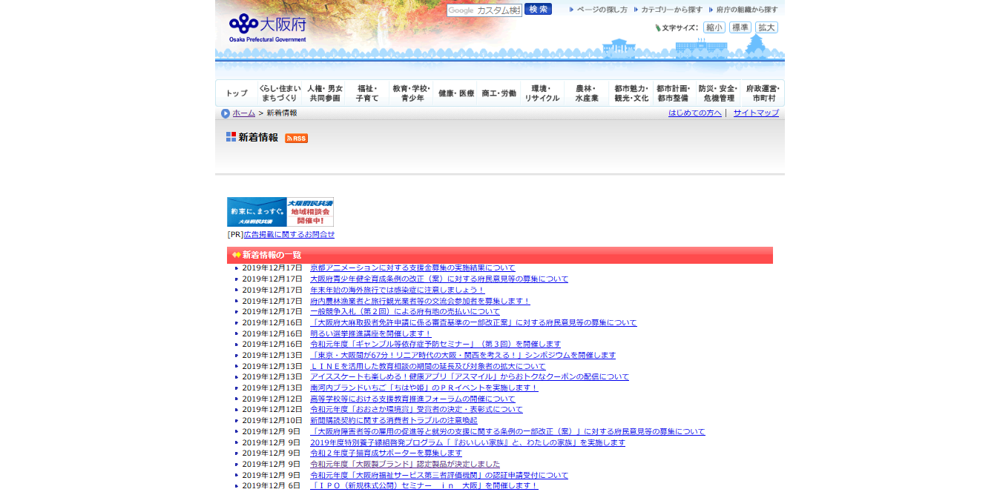 大阪府
Osaka Prefectural Government
Google カスタム検索
検索
ページの探し方 カテゴリーから探す 府庁の組織から探す
文字サイズ: 縮小 標準 拡大
トップ
くらし・住まい
まちづくり
人権・男女
共同参画
福祉・
子育て
教育・学校・
青少年
健康・医療
商工・労働
環境・
リサイクル
農林・
水産業
都市魅力・
観光・文化
都市計画・
都市整備
防災・安全・
危機管理
府政運営・
市町村
ホーム > 新着情報
はじめての方へ | サイトマップ
新着情報 RSS
約束に、まっすぐ。
大阪府民共済
大阪府民共済
地域相談会
開催中!
[PR]広告掲載に関するお問合せ
新着情報の一覧
2019年12月17日 京都アニメーションに対する支援金募集の実施結果について
2019年12月17日 大阪府青少年健全育成条例の改正(案)に対する府民意見等の募集について
2019年12月17日 年末年始の海外旅行では感染症に注意しましょう!
2019年12月17日 府内農林漁業者と旅行観光業者等の交流会参加者を募集します!
2019年12月17日 一般競争入札(第2回)による府有地の売払いについて
2019年12月16日 「大阪府大麻取扱者免許申請に係る審査基準の一部改正案」に対する府民意見等の募集について
2019年12月16日 明るい選挙推進講座を開催します!
2019年12月16日 令和元年度「ギャンブル等依存症予防セミナー」(第3回)を開催します
2019年12月13日 「東京・大阪間が67分!リニア時代の大阪・関西を考える!」シンポジウムを開催します
2019年12月13日 LINEを活用した教育相談の期間の延長及び対象者の拡大について
2019年12月13日 アイススケートも楽しめる!健康アプリ「アスマイル」からおトクなクーポンの配信について
2019年12月13日 南河内ブランドいちご「ちはや姫」のPRイベントを実施します!
2019年12月12日 高等学校等における支援教育推進フォーラムの開催について
2019年12月12日 令和元年度「おおさか環境賞」受賞者の決定・表彰式について
2019年12月10日 新聞購読契約に関する消費者トラブルの注意喚起
2019年12月 9日 「大阪府障害者等の雇用の促進等と就労の支援に関する条例の一部改正(案)」に対する府民意見等の募集について
2019年12月 9日 2019年度特別養子縁組啓発プログラム「『おいしい家族』と、わたしの家族」を実施します
2019年12月 9日 令和2年度子猫育成サポーターを募集します
2019年12月 9日 令和元年度「大阪製ブランド」認定製品が決定しました
2019年12月 9日 令和元年度「大阪府福祉サービス第三者評価機関」の認証申請受付について
2019年12月 6日 「IPO(新規株式公開)セミナー in 大阪」を開催します!